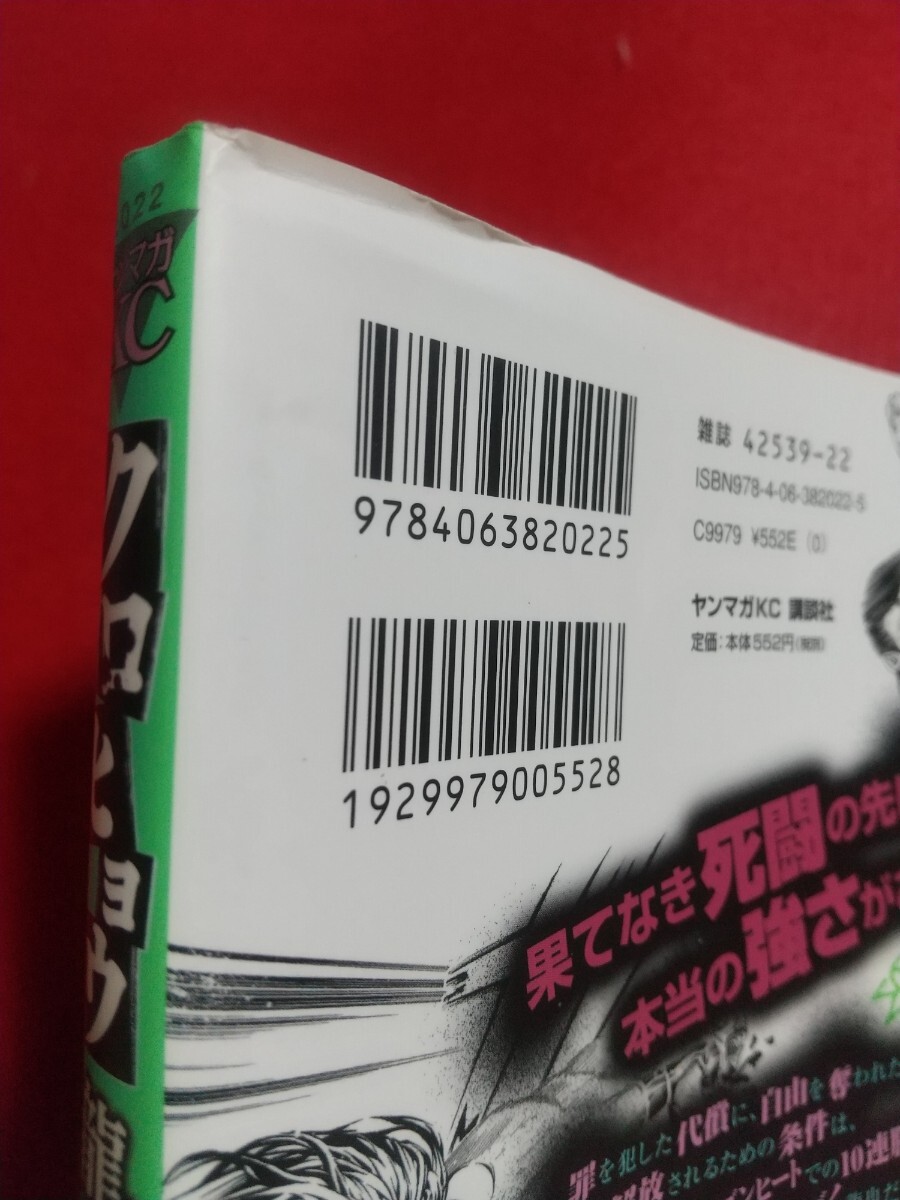 022
マガ
KC
クロヒョウ
9784063820225
1929979005528
雑誌 42539-22
ISBN978-4-06-382022-5
C9979 ¥552E (0)
ヤンマガKC 講談社
定価：本体552円(税別)
果てなき死闘の先に
本当の強さが
罪を犯した代償に、自由を奪われた
解放されるための条件は、
ンヒートでの10連勝